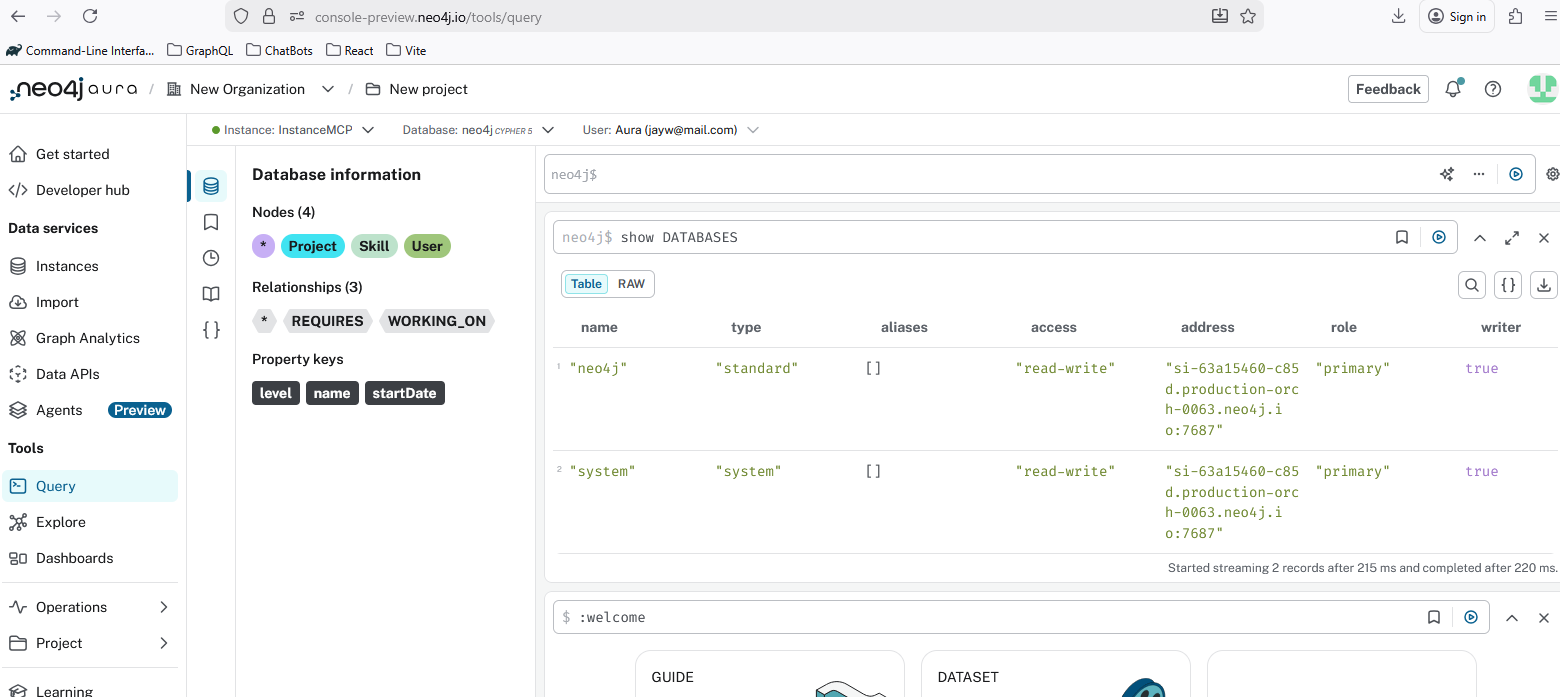 console-preview.neo4j.io/tools/query
Sign in
Command-Line Interfa... GraphQL ChatBots React Vite
neo4j aura / New Organization / New project
Feedback
Instance: InstanceMCP Database: neo4j CYPHER 5 User: Aura (jayw@mail.com)
Get started
Developer hub
Data services
Instances
Import
Graph Analytics
Data APIs
Agents Preview
Tools
Query
Explore
Dashboards
Operations
Project
Learning
Database information
Nodes (4)
* Project Skill User
Relationships (3)
* REQUIRES WORKING_ON
Property keys
level name startDate
neo4j$
neo4j$ show DATABASES
Table RAW
name type aliases access address role writer
1 "neo4j" "standard" [] "read-write" "si-63a15460-c85 "primary" true
d.production-orc
h-0063.neo4j.i
o:7687"
2 "system" "system" [] "read-write" "si-63a15460-c85 "primary" true
d.production-orc
h-0063.neo4j.i
o:7687"
Started streaming 2 records after 215 ms and completed after 220 ms.
$ :welcome
GUIDE DATASET